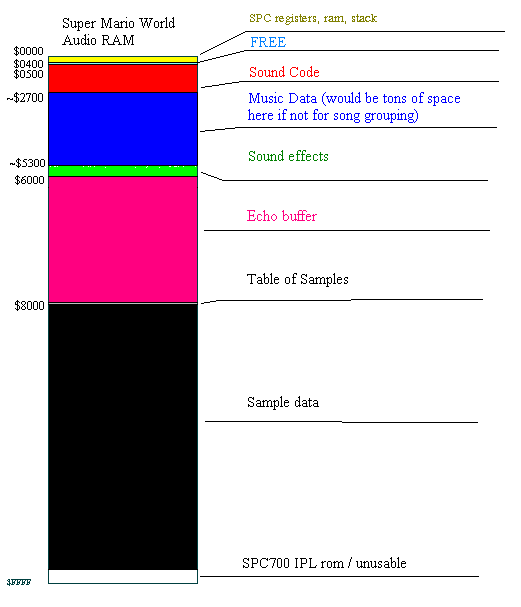 Super Mario World
Audio RAM
SPC registers, ram, stack
FREE
$0000
$0400
$0500
Sound Code
~$2700
Music Data (would be tons of space
here if not for song grouping)
~$5300
Sound effects
$6000
Echo buffer
Table of Samples
$8000
Sample data
SPC700 IPL rom / unusable
$FFFF